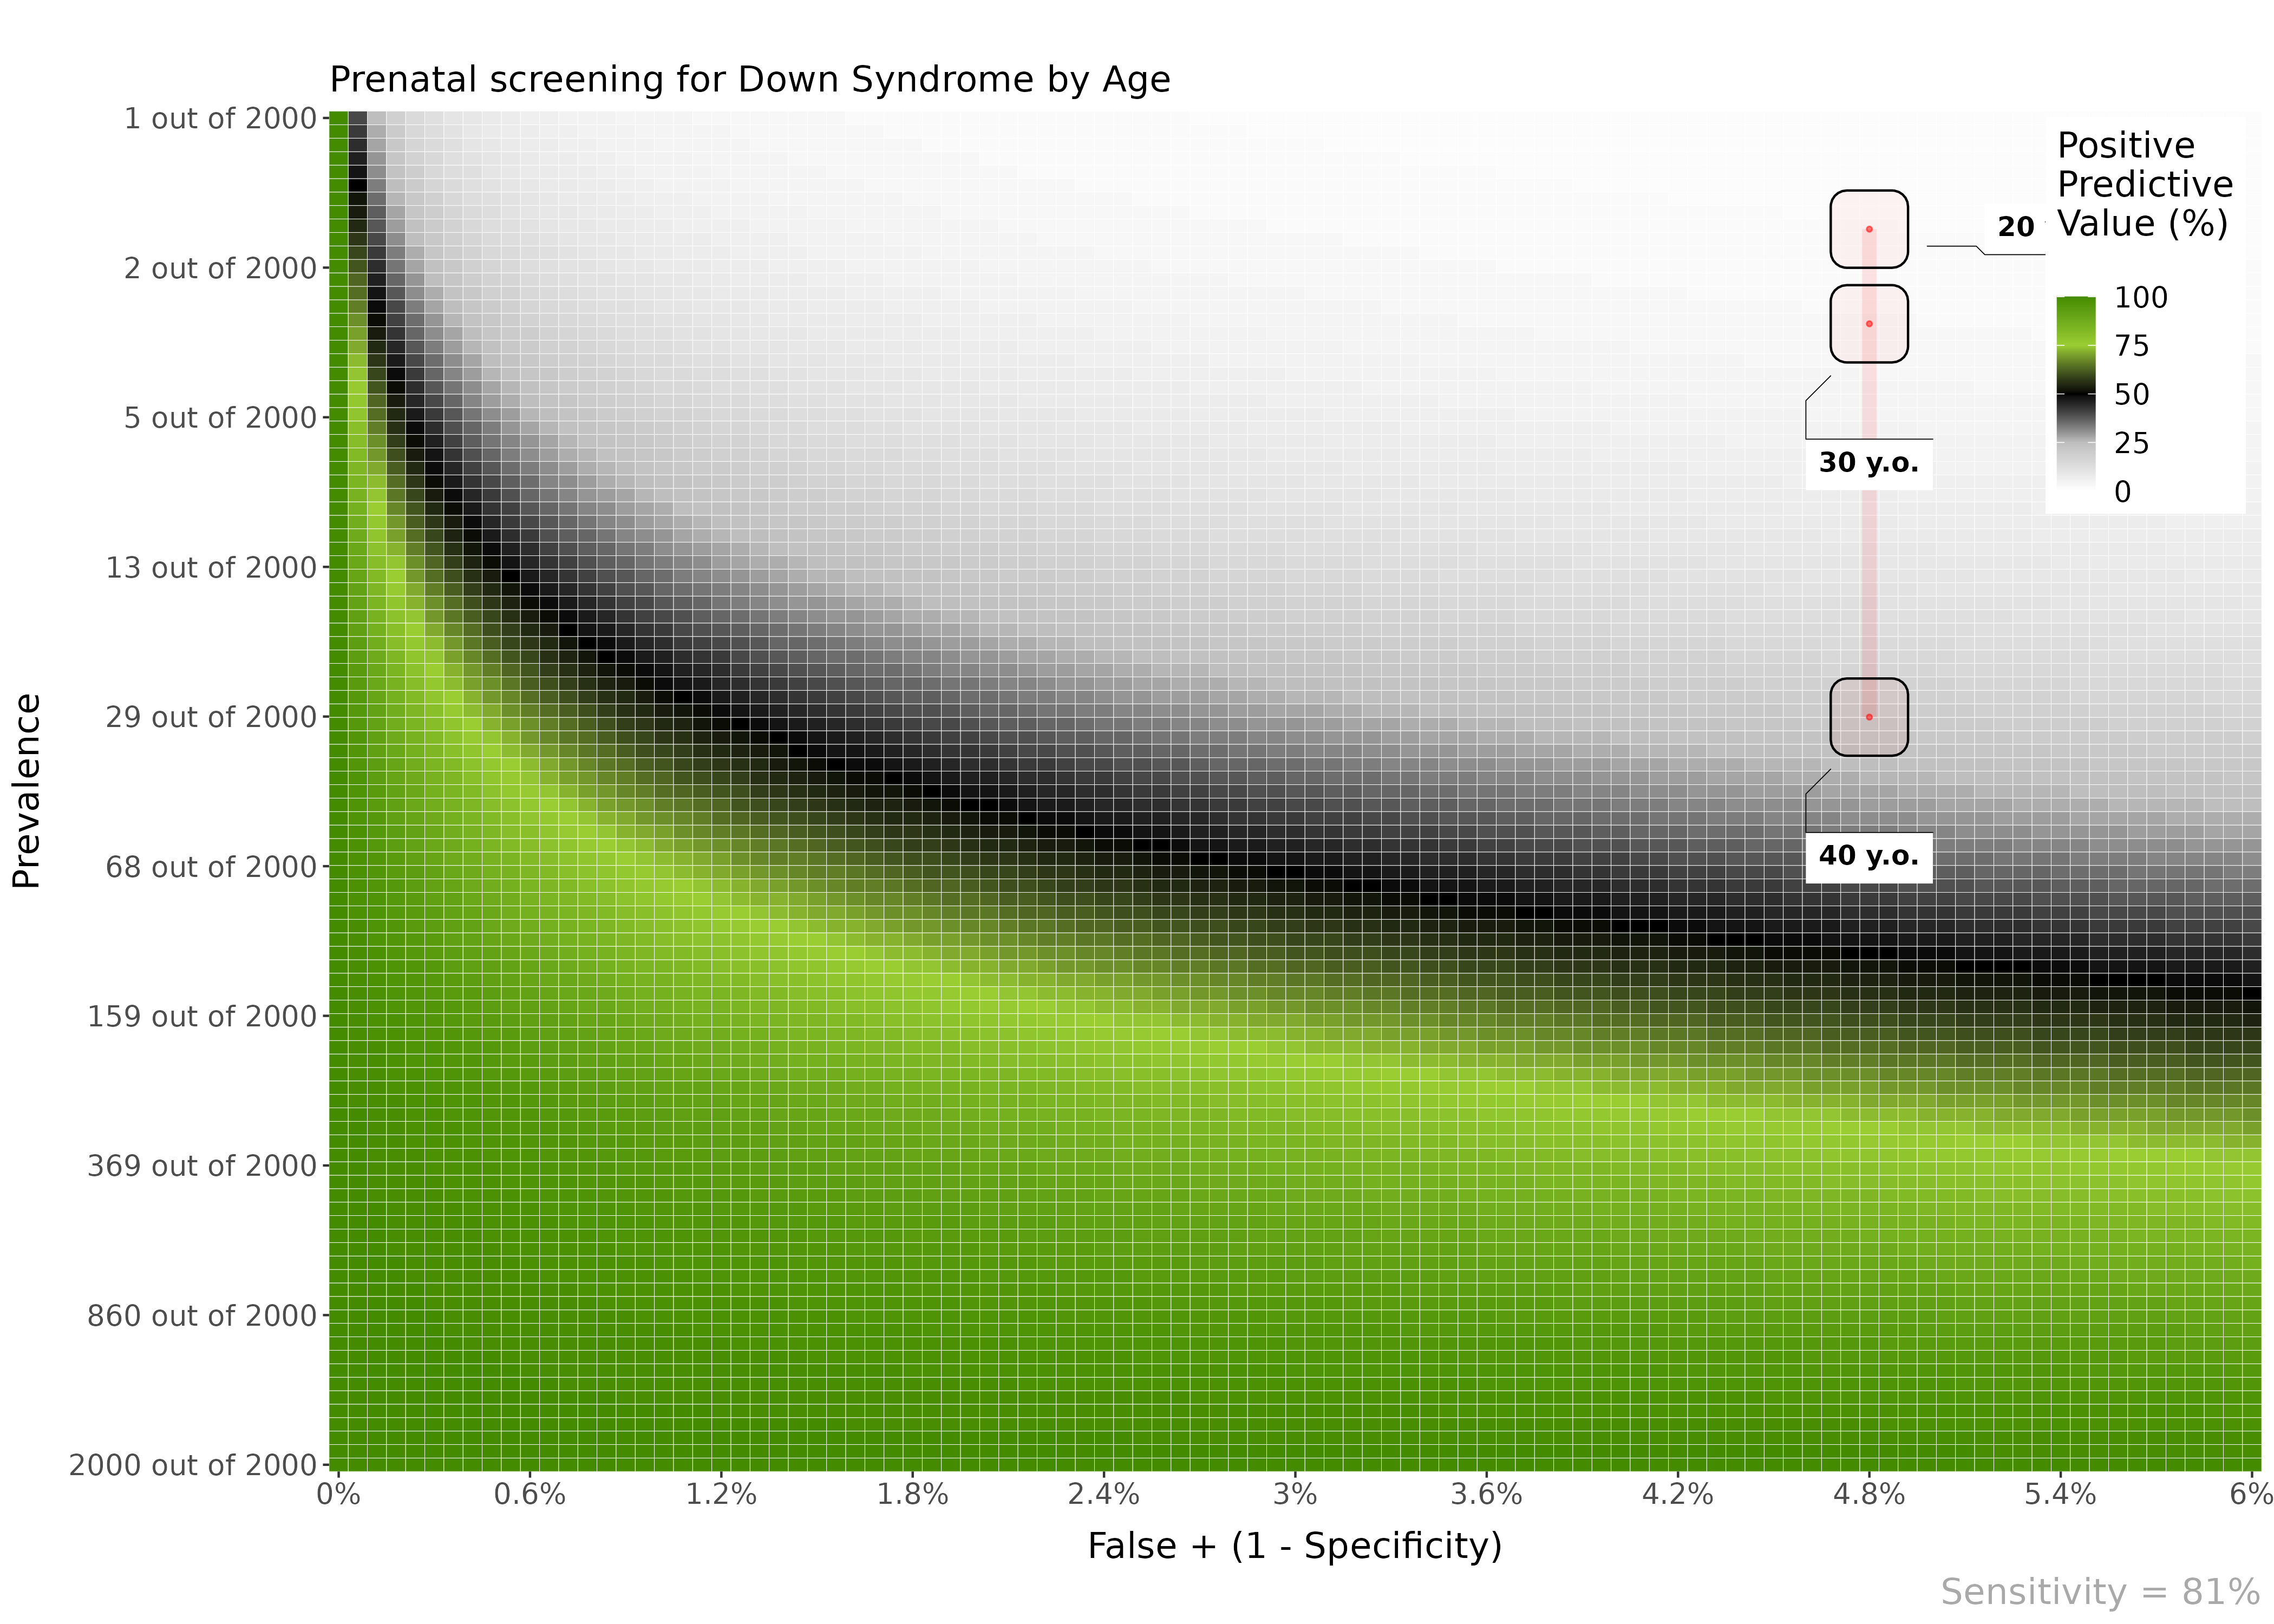 Prenatal screening for Down Syndrome by Age
Prevalence
1 out of 2000
2 out of 2000
5 out of 2000
13 out of 2000
29 out of 2000
68 out of 2000
159 out of 2000
369 out of 2000
860 out of 2000
2000 out of 2000
20
30 y.o.
40 y.o.
Positive
Predictive
Value (%)
100
75
50
25
0
0% 0.6% 1.2% 1.8% 2.4% 3% 3.6% 4.2% 4.8% 5.4% 6%
False + (1 - Specificity)
Sensitivity = 81%